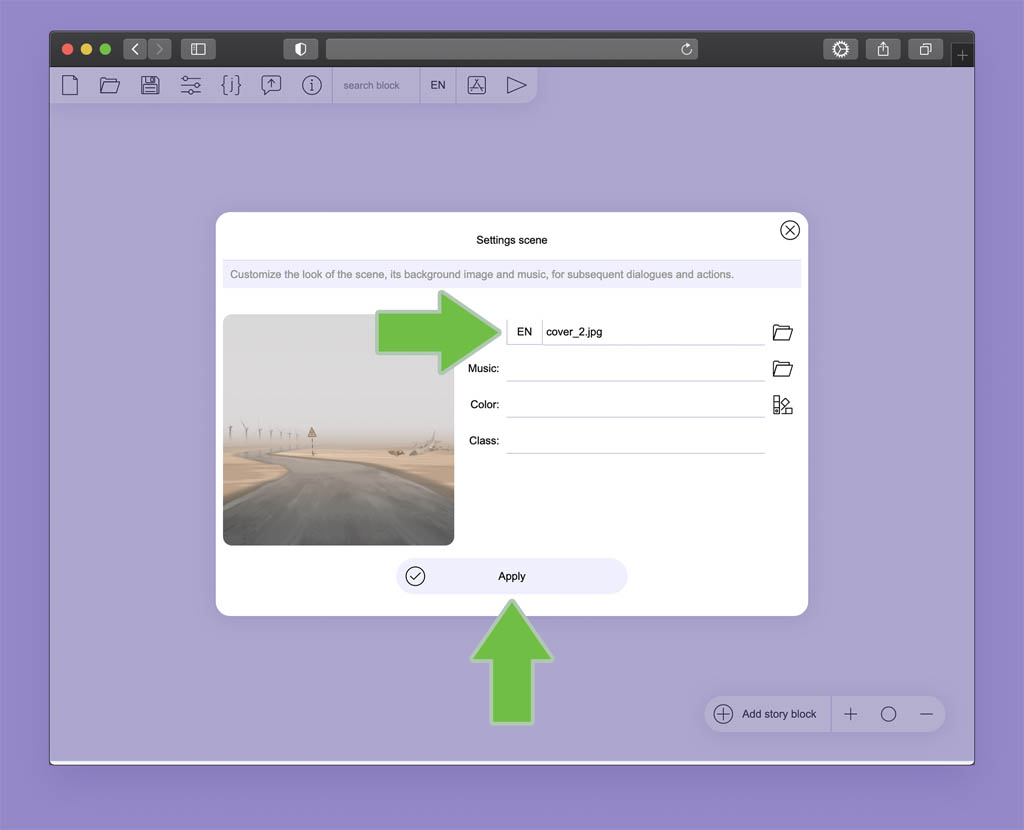 search block
EN
Settings scene
Customize the look of the scene, its background image and music, for subsequent dialogues and actions.
EN
cover_2.jpg
Music:
Color:
Class:
Apply
Add story block